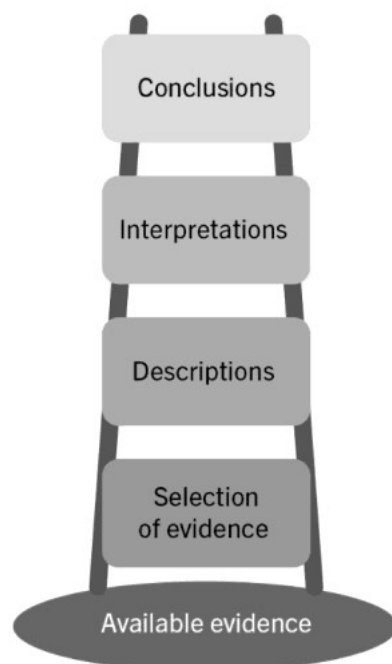 Conclusions
Interpretations
Descriptions
Selection
of evidence
Available evidence